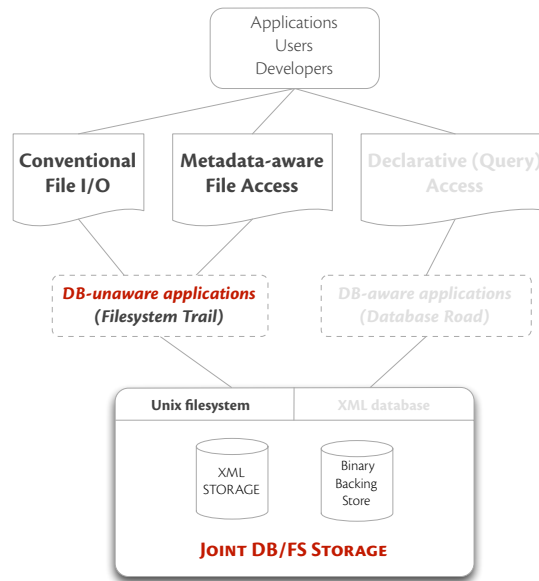 Applications
Users
Developers
Conventional
File I/O
Metadata-aware
File Access
Declarative (Query)
Access
DB-unaware applications
(Filesystem Trail)
DB-aware applications
(Database Road)
Unix filesystem
XML database
XML
STORAGE
Binary
Backing
Store
JOINT DB/FS STORAGE